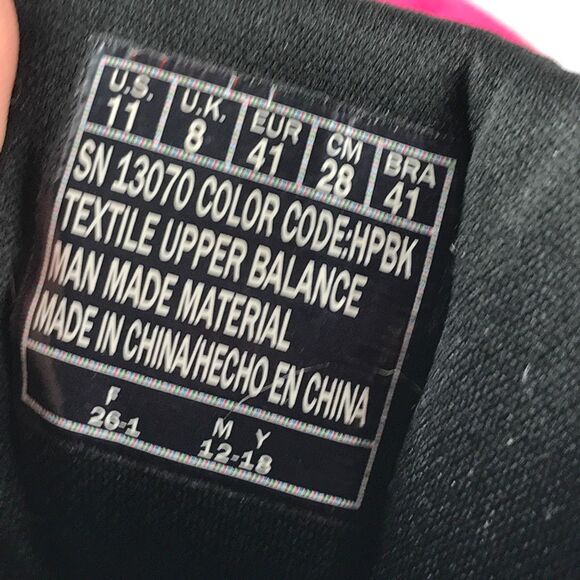 U.S. U.K. EUR CM BRA
11 8 41 28 41
SN 13070 COLOR CODE:HPBK
TEXTILE UPPER BALANCE
MAN MADE MATERIAL
MADE IN CHINA/HECHO EN CHINA
F M Y
26-1 12-18